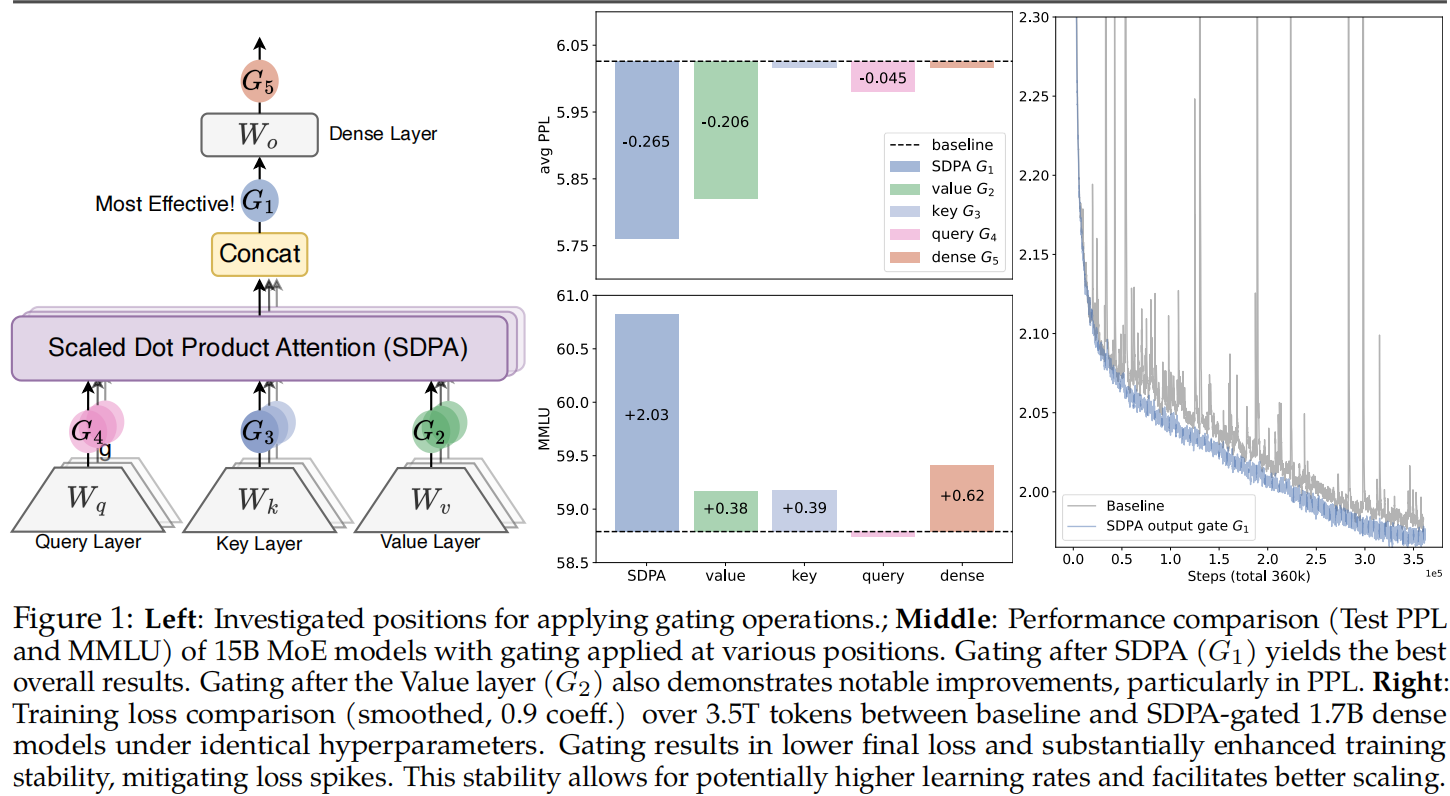 G5
Wo
Dense Layer
Most Effective!
G1
Concat
Scaled Dot Product Attention (SDPA)
G4
g
G3
G2
Wq
Wk
Wv
Query Layer
Key Layer
Value Layer
6.05
5.95
5.85
5.75
avg PPL
-0.265
-0.206
-0.045
baseline
SDPA G1
value G2
key G3
query G4
dense G5
61.0
60.5
60.0
59.5
59.0
58.5
MMLU
+2.03
+0.38
+0.39
+0.62
SDPA
value
key
query
dense
2.30
2.25
2.20
2.15
2.10
2.05
2.00
Baseline
SDPA output gate G1
0.0
0.5
1.0
1.5
2.0
2.5
3.0
3.5
Steps (total 360k)
1e5
Figure 1: Left: Investigated positions for applying gating operations.; Middle: Performance comparison (Test PPL
and MMLU) of 15B MoE models with gating applied at various positions. Gating after SDPA (G1) yields the best
overall results. Gating after the Value layer (G2) also demonstrates notable improvements, particularly in PPL. Right:
Training loss comparison (smoothed, 0.9 coeff.) over 3.5T tokens between baseline and SDPA-gated 1.7B dense
models under identical hyperparameters. Gating results in lower final loss and substantially enhanced training
stability, mitigating loss spikes. This stability allows for potentially higher learning rates and facilitates better scaling.